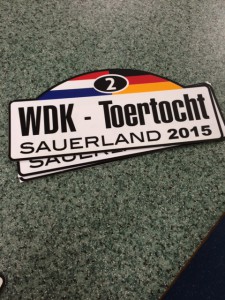 2
WDK - Toertocht
SAUERLAND 2015
SAUERLAND